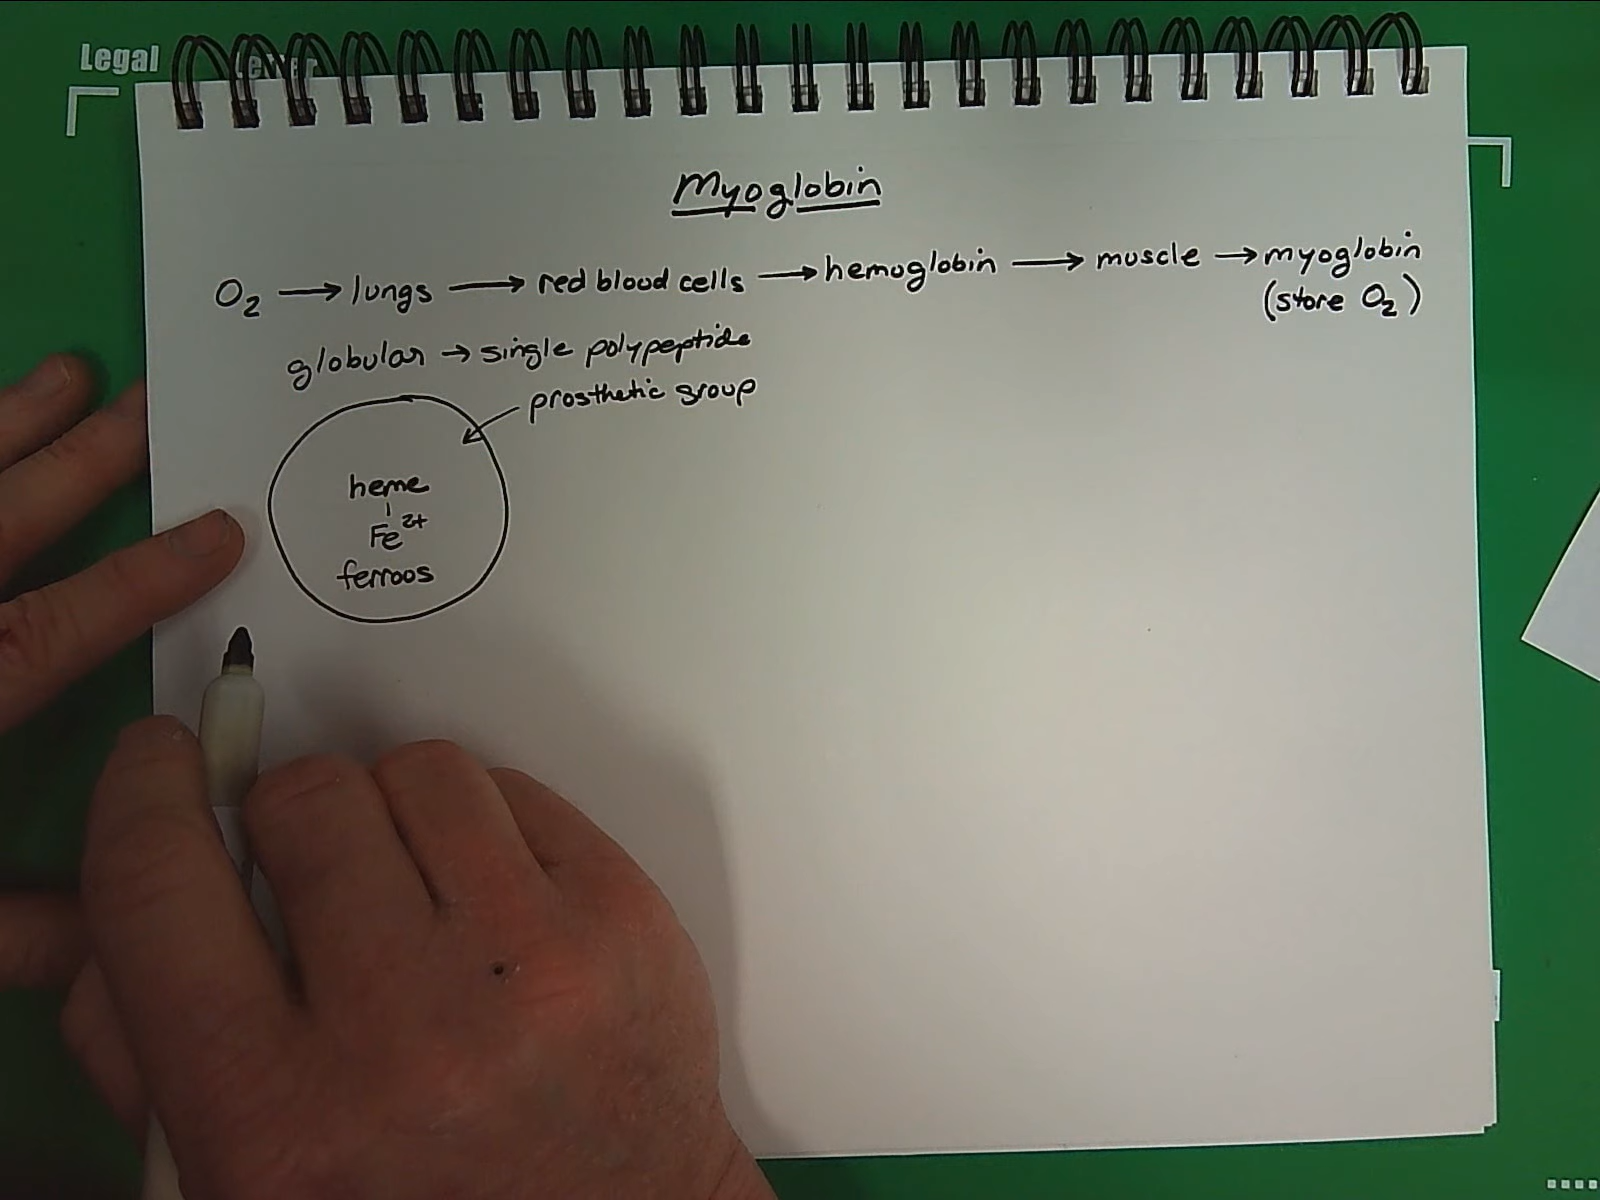 Legal
Letter
Myoglobin
O₂ → lungs → red blood cells → hemoglobin → muscle → myoglobin
(store O₂)
globular → single polypeptide
prosthetic group
heme
Fe²⁺
ferroos